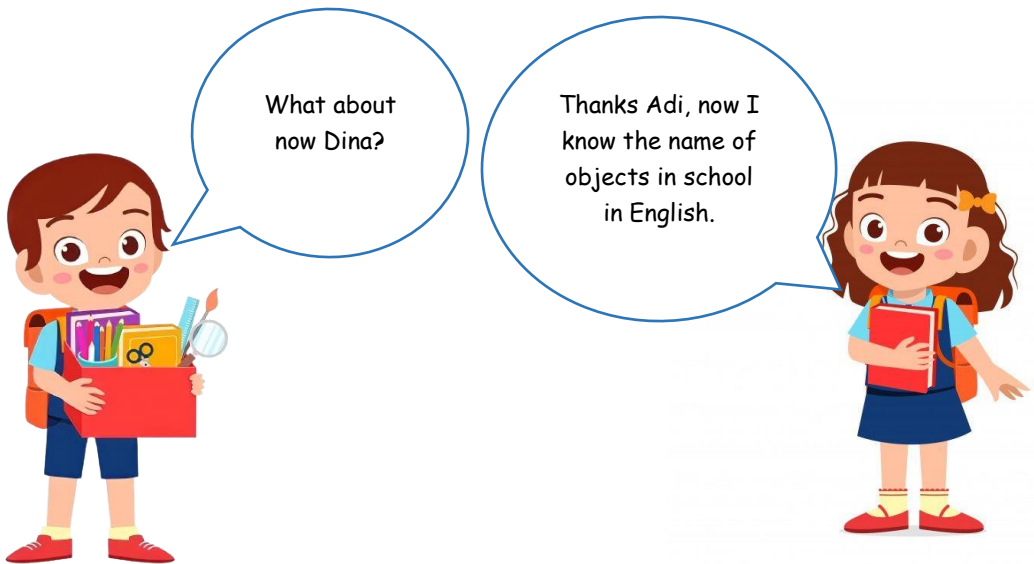 What about
now Dina?
Thanks Adi, now I
know the name of
objects in school
in English.